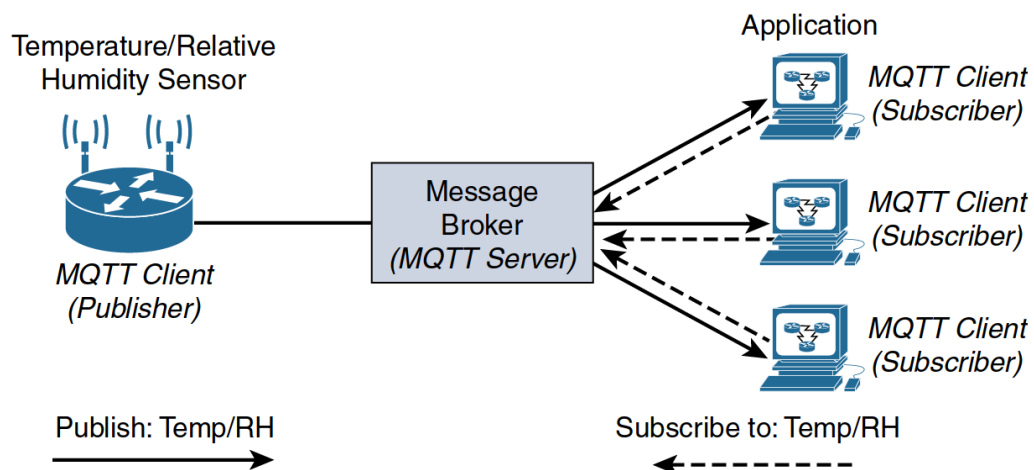 Temperature/Relative
Humidity Sensor
MQTT Client
(Publisher)
Message
Broker
(MQTT Server)
Application
MQTT Client
(Subscriber)
MQTT Client
(Subscriber)
MQTT Client
(Subscriber)
Publish: Temp/RH
Subscribe to: Temp/RH